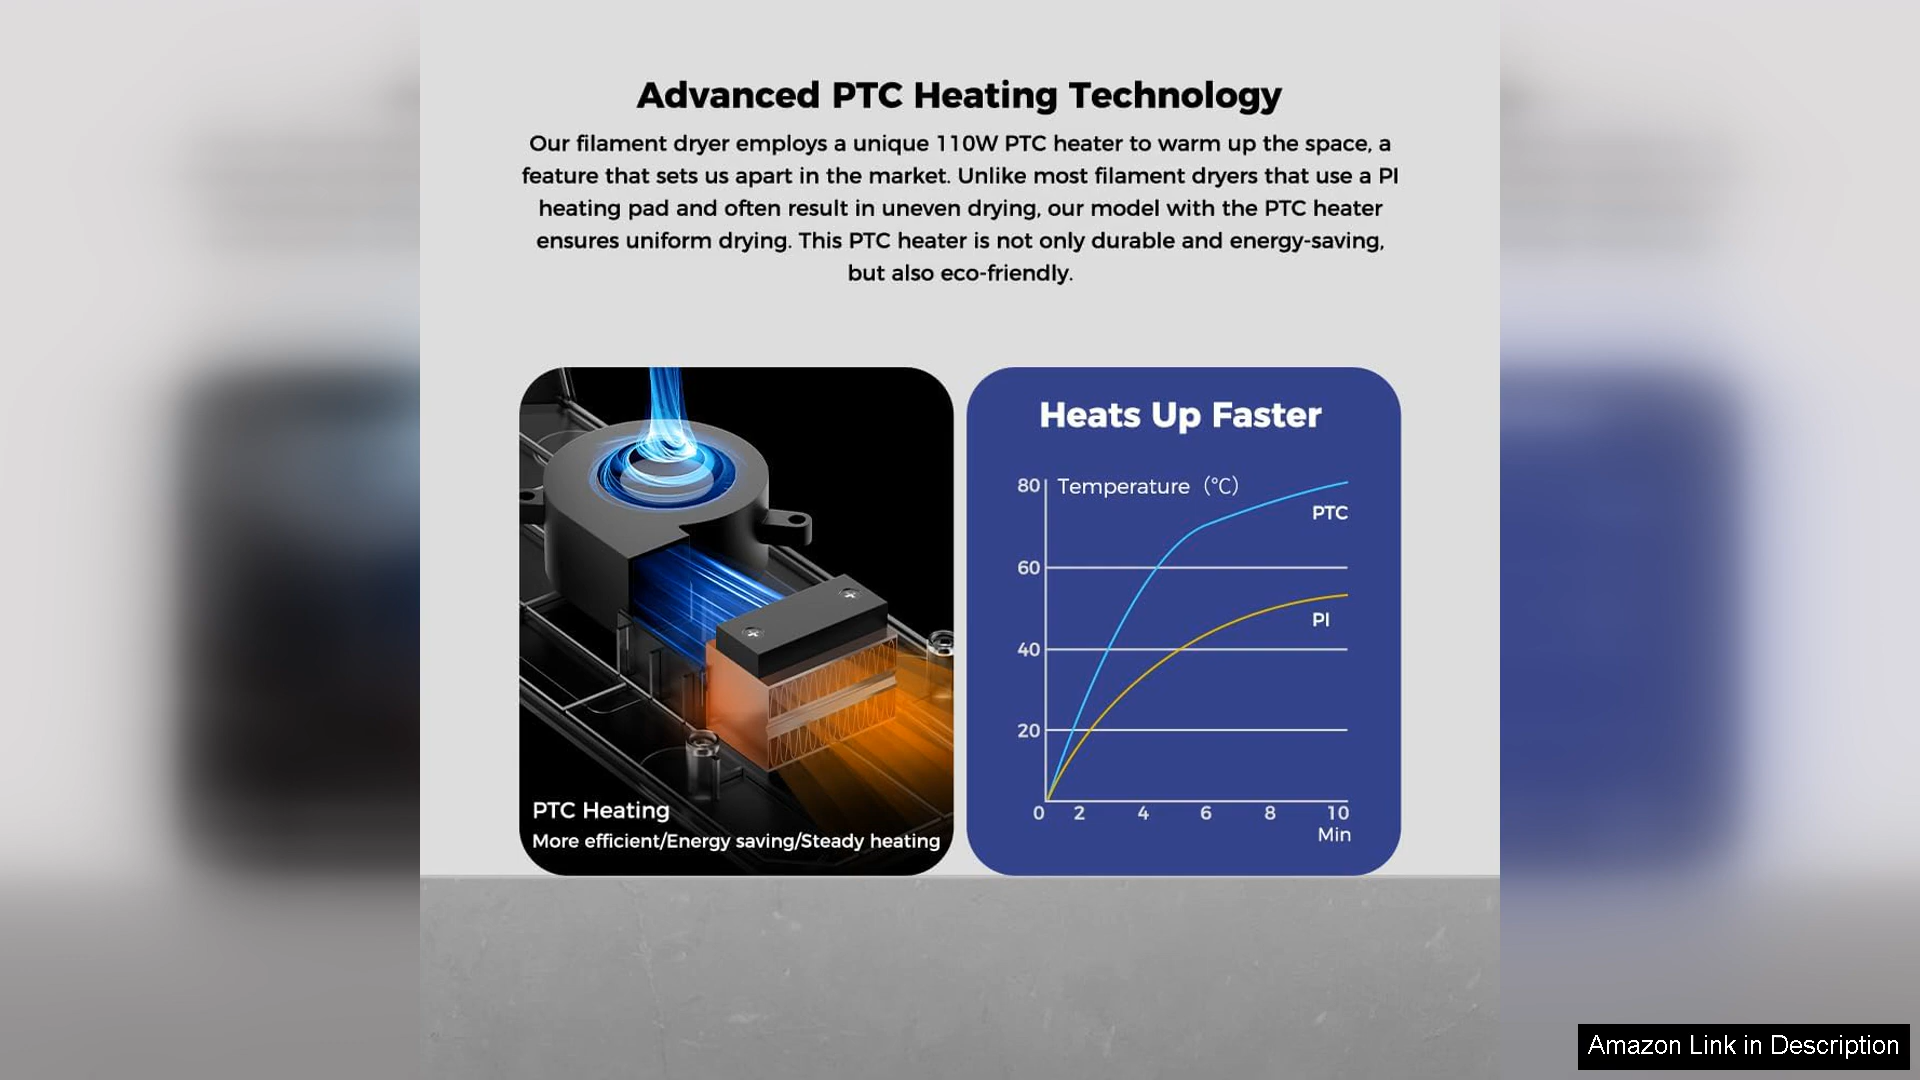 Advanced PTC Heating Technology
Our filament dryer employs a unique 110W PTC heater to warm up the space, a
feature that sets us apart in the market. Unlike most filament dryers that use a PI
heating pad and often result in uneven drying, our model with the PTC heater
ensures uniform drying. This PTC heater is not only durable and energy-saving,
but also eco-friendly.
PTC Heating
More efficient/Energy saving/Steady heating
Heats Up Faster
80 Temperature（℃）
PTC
60
PI
40
20
0 2 4 6 8 10
Min
Amazon Link in Description